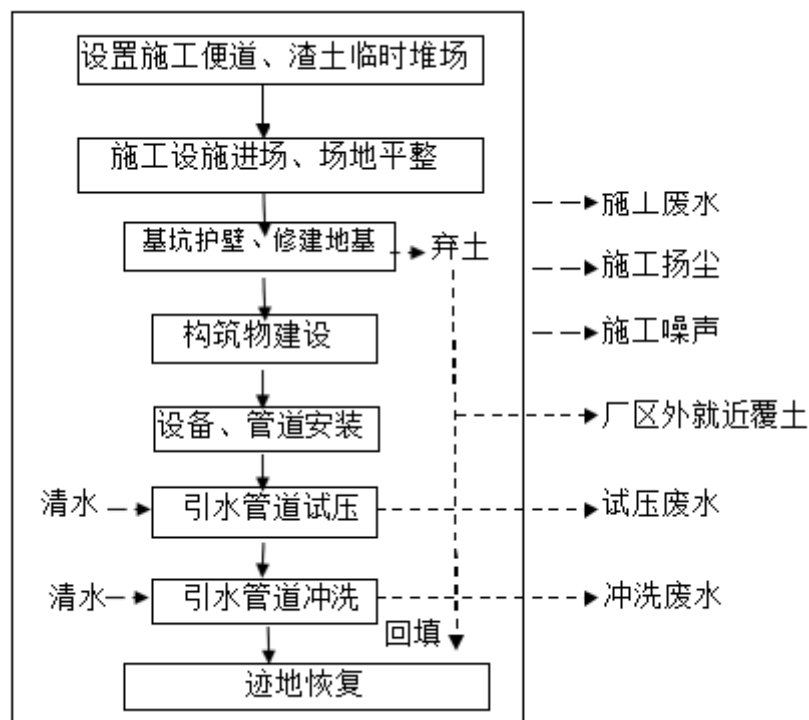 设置施工便道、渣土临时堆场
施工设施进场、场地平整
施工废水
基坑护壁、修建地基
弃土
施工扬尘
构筑物建设
施工噪声
设备、管道安装
厂区外就近覆土
清水
引水管道试压
试压废水
清水
引水管道冲洗
冲洗废水
回填
迹地恢复